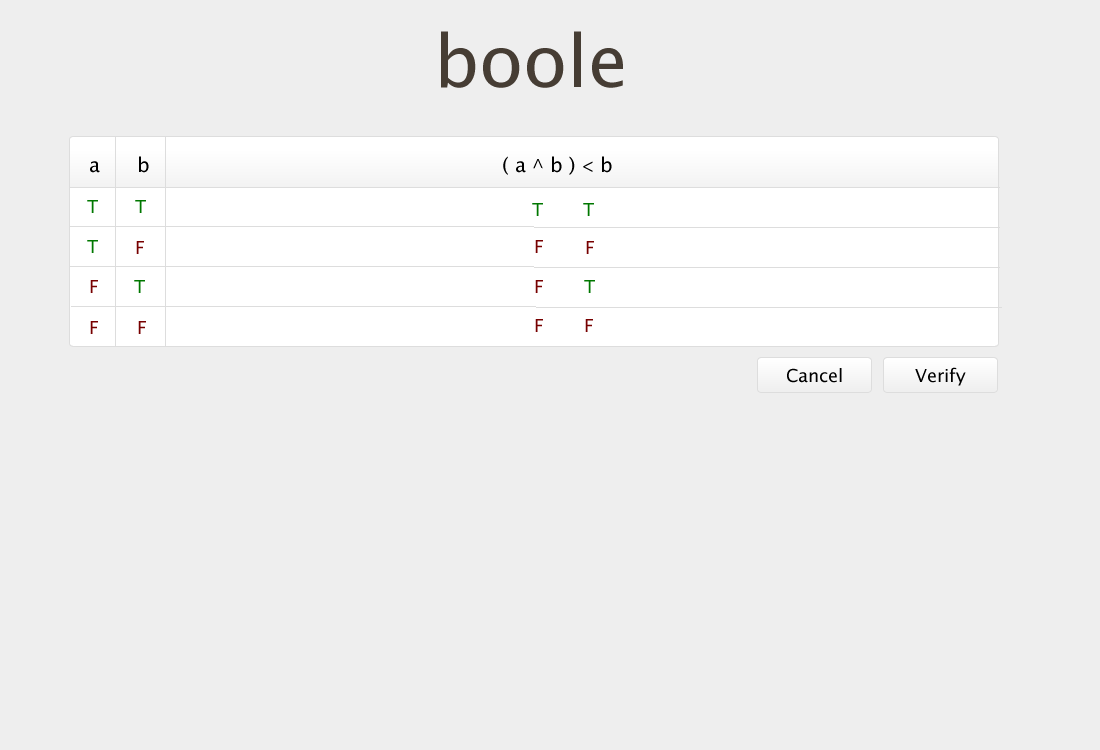 boole
a b ( a ^ b ) < b
T T T T
T F F F
F T F T
F F F F
Cancel Verify